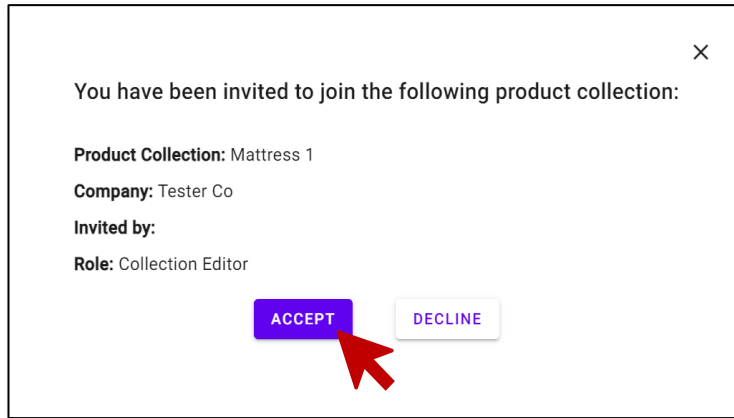 You have been invited to join the following product collection:
Product Collection: Mattress 1
Company: Tester Co
Invited by:
Role: Collection Editor
ACCEPT DECLINE